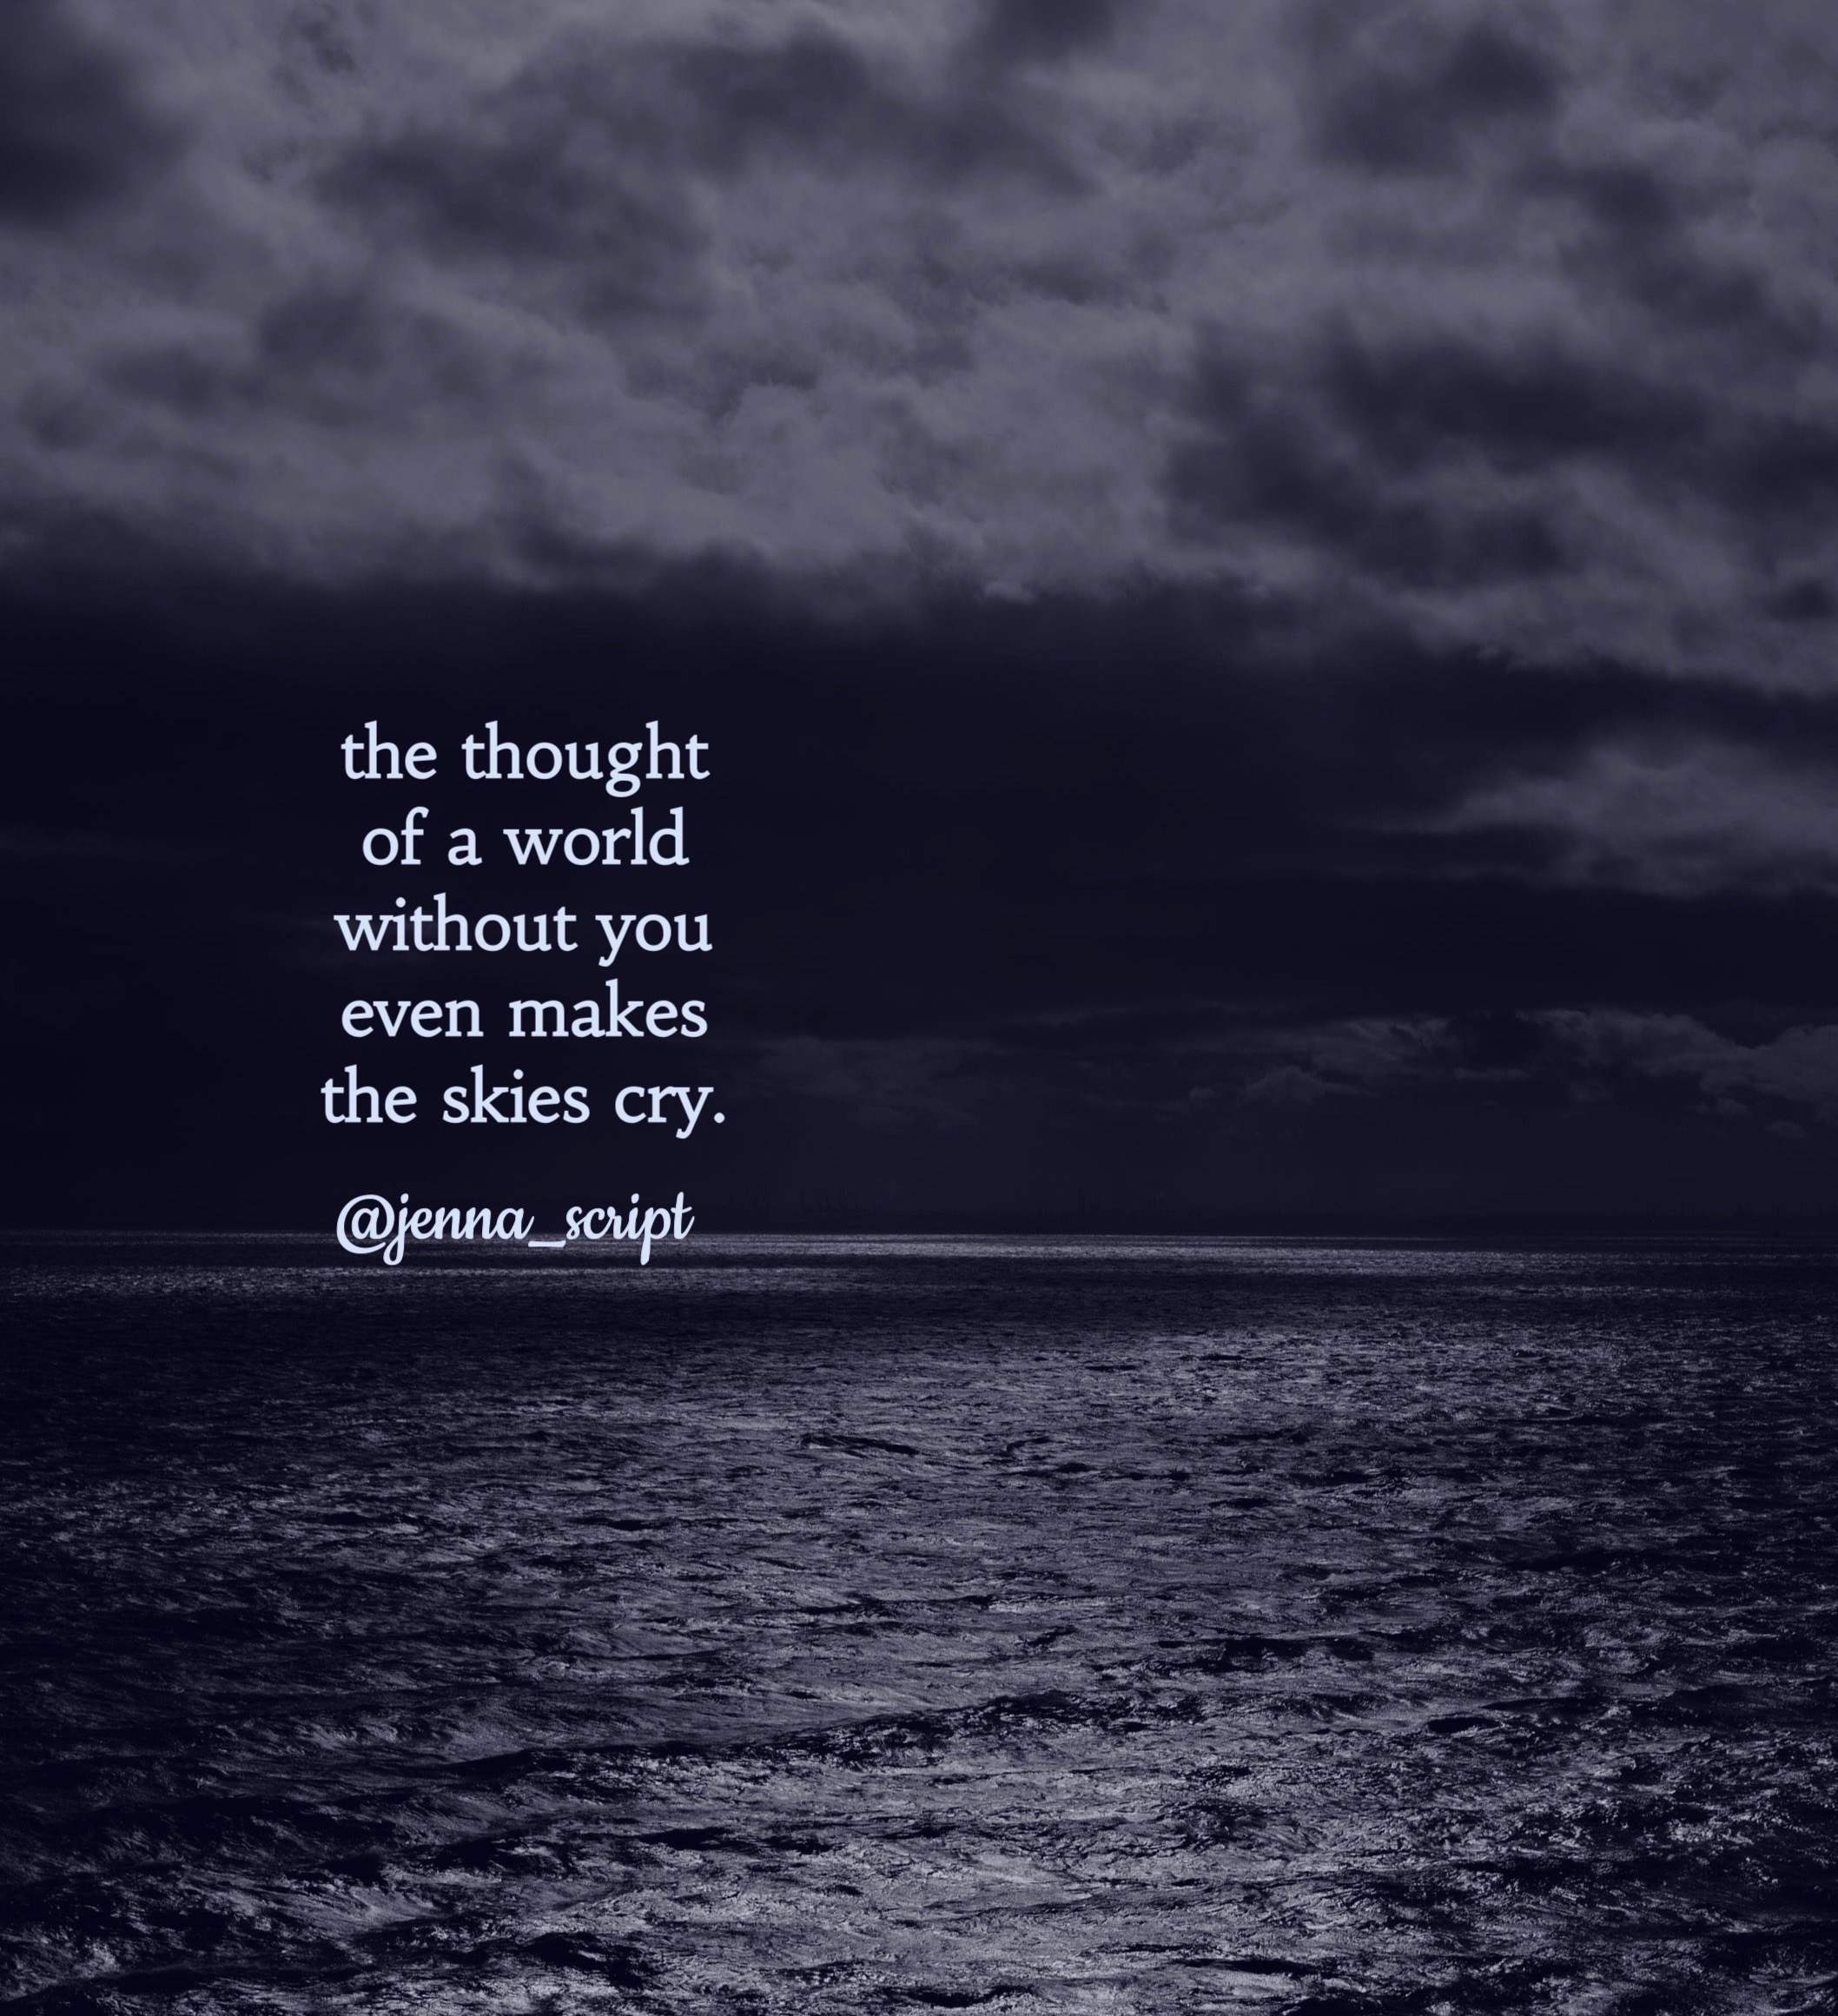 the thought
of a world
without you
even makes
the skies cry.
@jenna_script